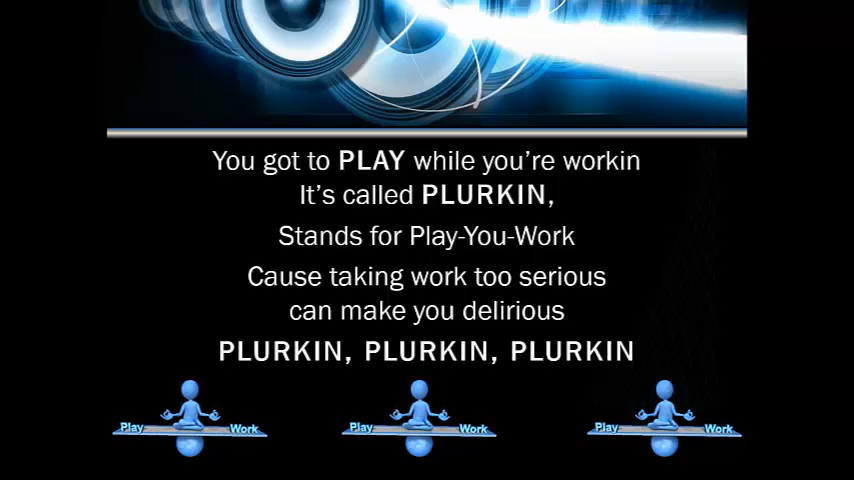 You got to PLAY while you're workin
It's called PLURKIN,
Stands for Play-You-Work
Cause taking work too serious
can make you delirious
PLURKIN, PLURKIN, PLURKIN
Play Work Play Work Play Work